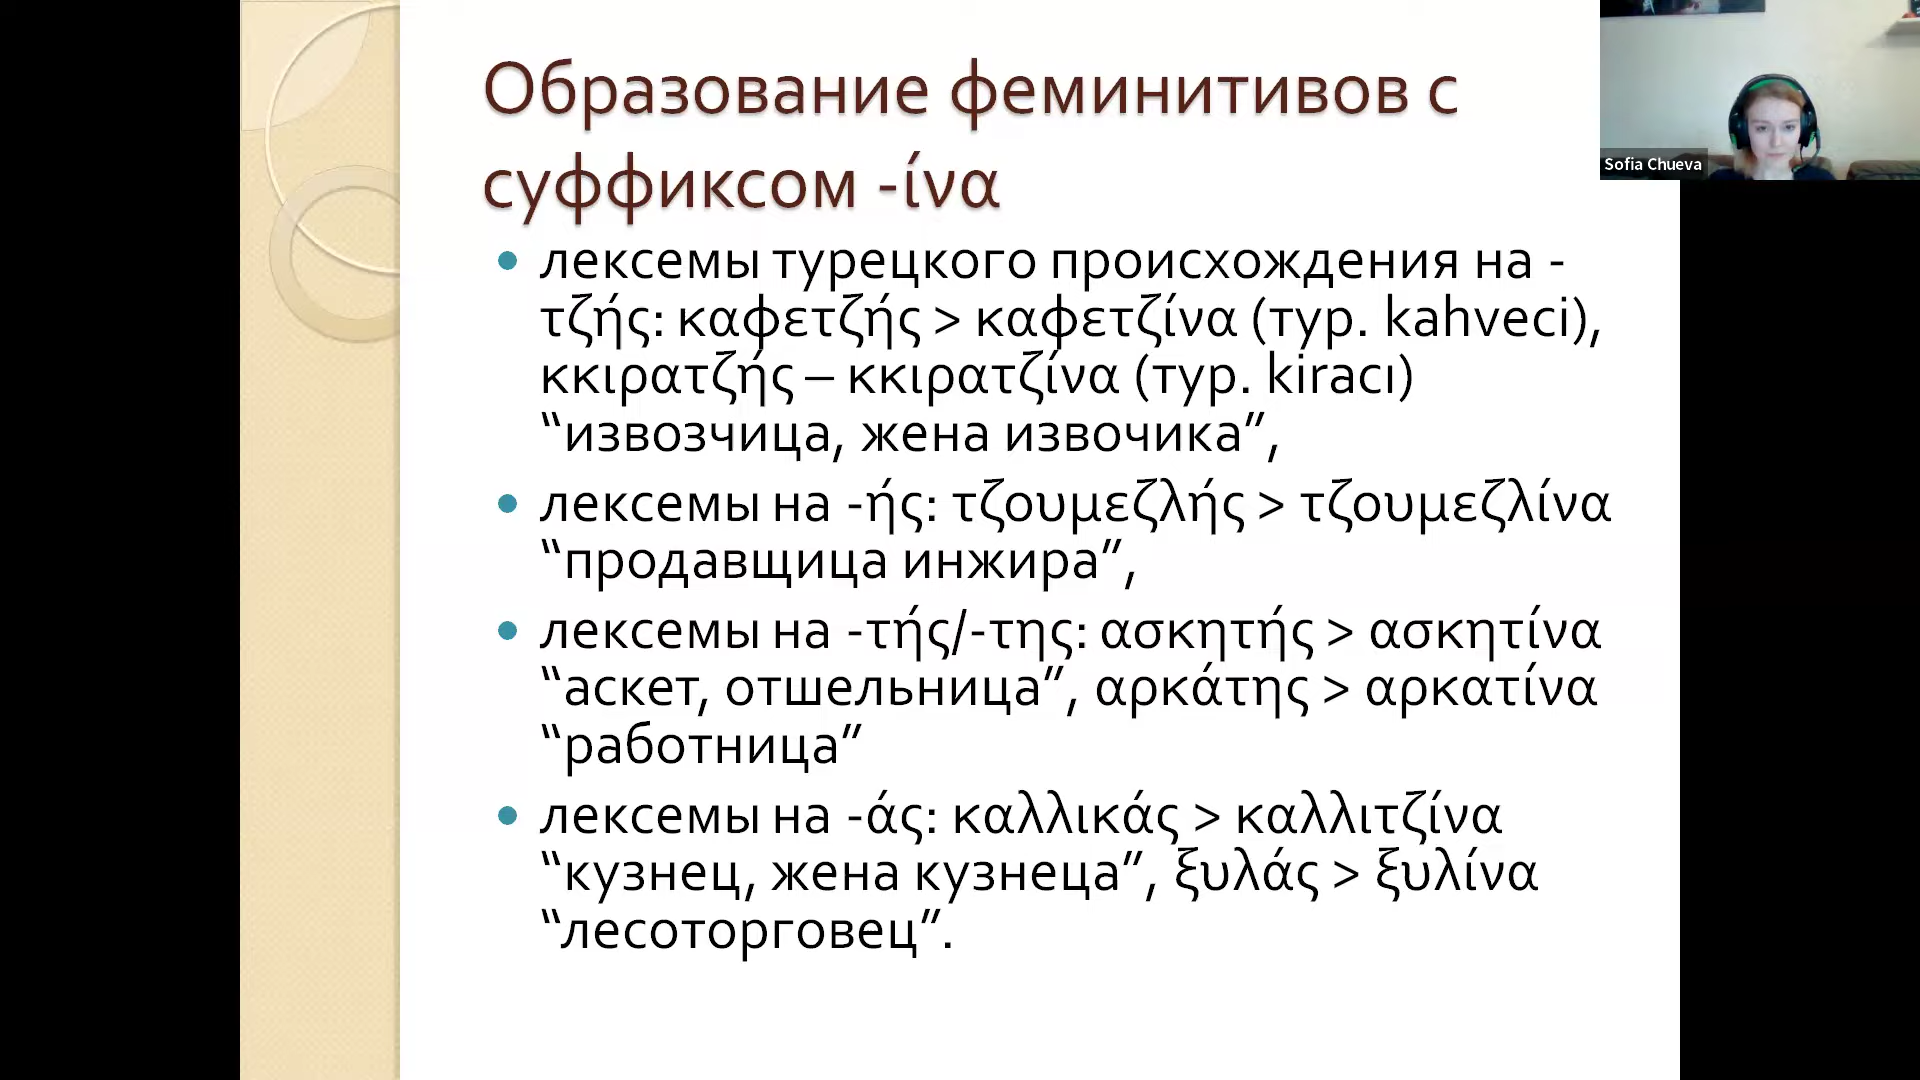 Образование феминитивов с
суффиксом -ίνα
лексемы турецкого происхождения на -
τζής: καφετζής > καφετζίνα (тур. kahveci),
κκιρατζής – κκιρατζίνα (тур. kiracı)
“извозчица, жена извочика”,
лексемы на -ής: τζουμεζλής > τζουμεζλίνα
“продавщица инжира”,
лексемы на -τής/-της: ασκητής > ασκητίνα
“аскет, отшельница”, αρκάτης > αρκατίνα
“работница”
лексемы на -άς: καλλικάς > καλλιτζίνα
“кузнец, жена кузнеца”, ξυλάς > ξυλίνα
“лесоторговец”.
Sofia Chueva